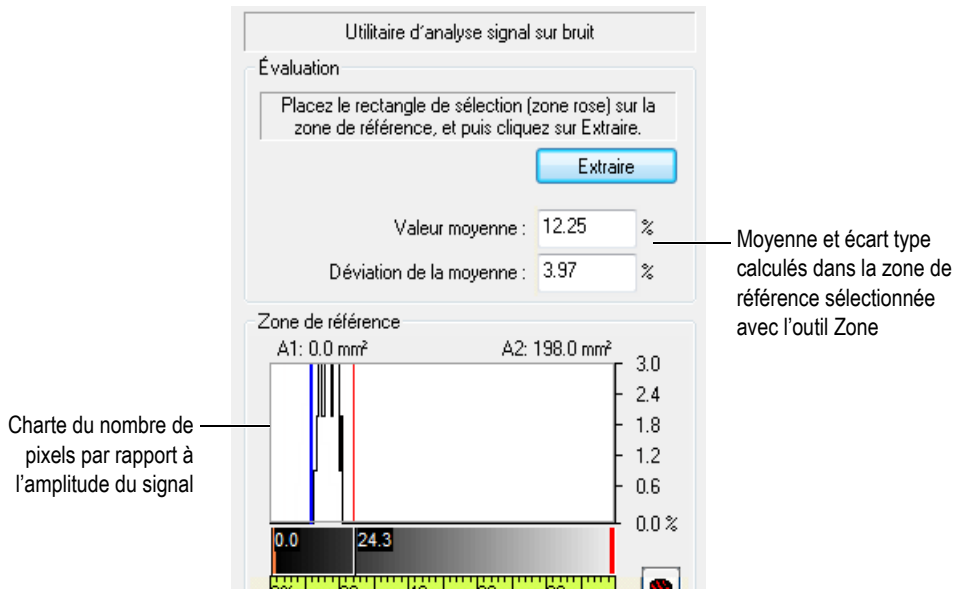 Utilitaire d'analyse signal sur bruit
Évaluation
Placez le rectangle de sélection (zone rose) sur la
zone de référence, et puis cliquez sur Extraire.
Extraire
Valeur moyenne : 12.25 %
Déviation de la moyenne : 3.97 %
Moyenne et écart type
calculés dans la zone de
référence sélectionnée
avec l'outil Zone
Zone de référence
A1: 0.0 mm² A2: 198.0 mm²
3.0
2.4
1.8
1.2
0.6
0.0 %
Charte du nombre de
pixels par rapport à
l'amplitude du signal
0.0 24.3